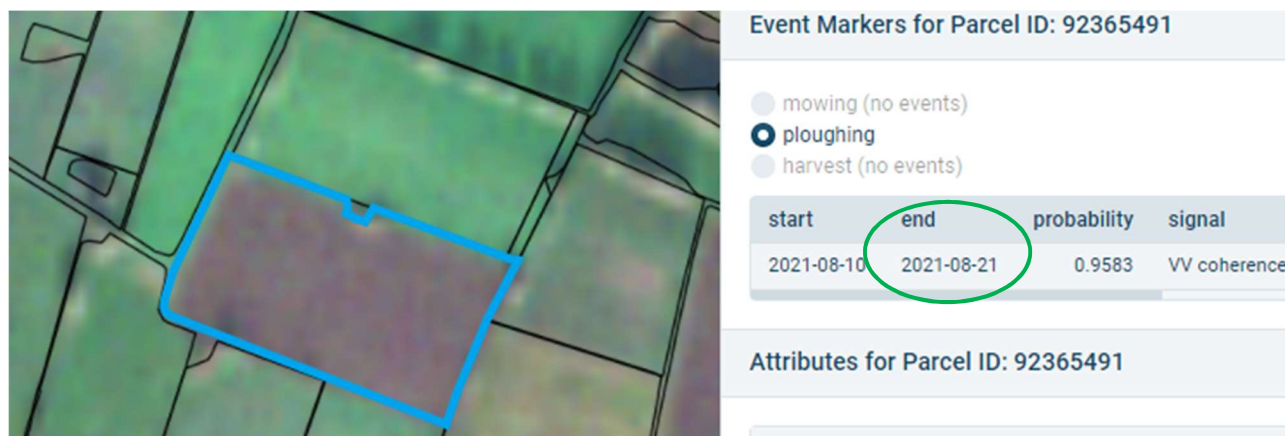 Event Markers for Parcel ID: 92365491
mowing (no events)
ploughing
harvest (no events)
start end probability signal
2021-08-10 2021-08-21 0.9583 VV coherence
Attributes for Parcel ID: 92365491